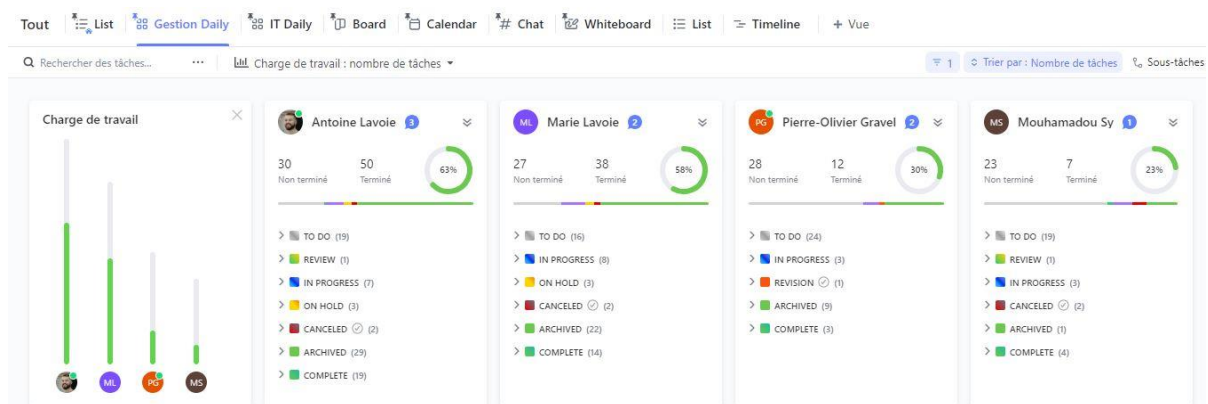 Tout List Gestion Daily IT Daily Board Calendar # Chat Whiteboard List Timeline + Vue
Rechercher des tâches... ... Charge de travail : nombre de tâches 1 Trier par : Nombre de tâches Sous-tâches
Charge de travail
ML
PG
MS
Antoine Lavoie 3
30 50 63%
Non terminé Terminé
TO DO (19)
REVIEW (1)
IN PROGRESS (7)
ON HOLD (3)
CANCELED (2)
ARCHIVED (29)
COMPLETE (19)
ML Marie Lavoie 2
27 38 58%
Non terminé Terminé
TO DO (16)
IN PROGRESS (8)
ON HOLD (3)
CANCELED (2)
ARCHIVED (22)
COMPLETE (14)
PG Pierre-Olivier Gravel 2
28 12 30%
Non terminé Terminé
TO DO (24)
IN PROGRESS (3)
REVISION (1)
ARCHIVED (9)
COMPLETE (3)
MS Mouhamadou Sy 1
23 7 23%
Non terminé Terminé
TO DO (19)
REVIEW (1)
IN PROGRESS (3)
CANCELED (2)
ARCHIVED (1)
COMPLETE (4)